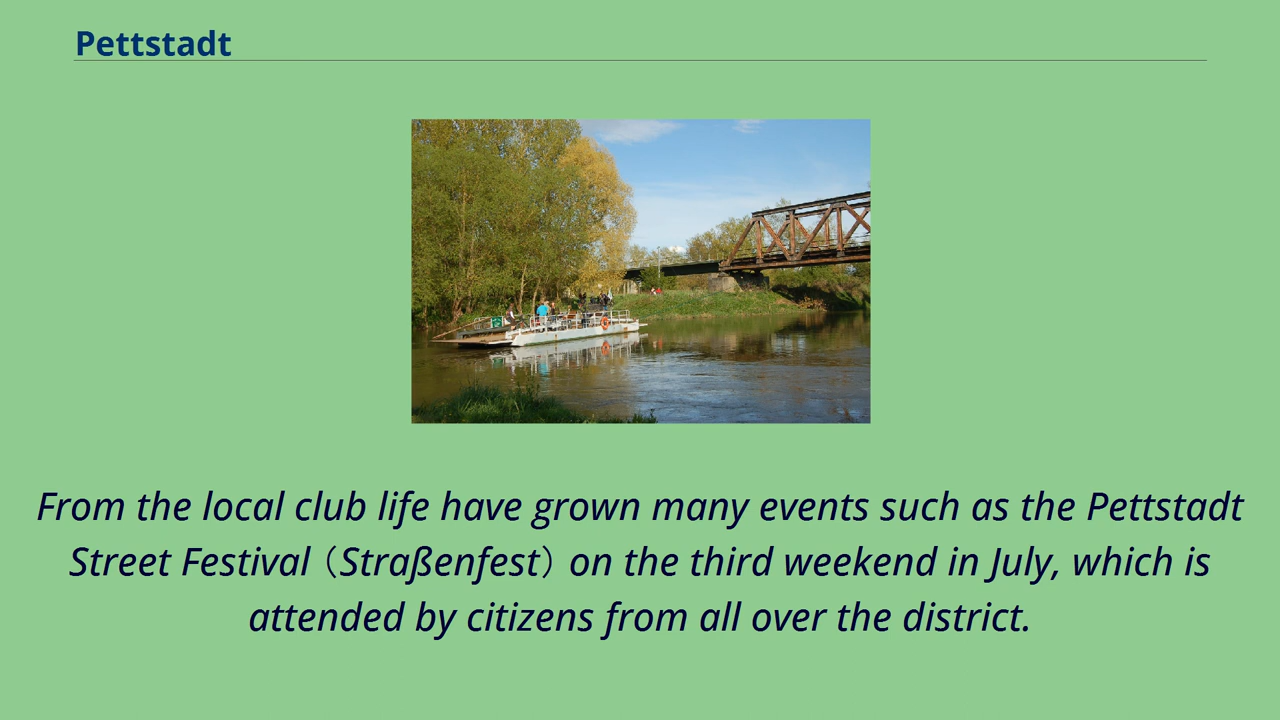 Pettstadt
From the local club life have grown many events such as the Pettstadt
Street Festival（Straßenfest）on the third weekend in July, which is
attended by citizens from all over the district.